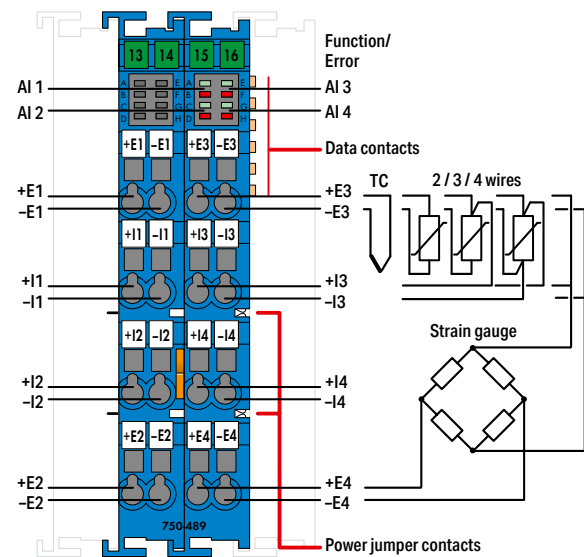 Function/
Error
13 14 15 16
A E A E
AI 1 B F B F AI 3
C G C G
AI 2 D H D H AI 4
+E1 −E1 +E3 −E3 Data contacts
TC 2 / 3 / 4 wires
+E1 +E3
−E1 −E3
+I1 −I1 +I3 −I3
+I1 +I3
−I1 −I3
+I2 −I2 +I4 −I4 Strain gauge
+I2 +I4
−I2 −I4
+E2 −E2 +E4 −E4
+E2 +E4
−E2 −E4
750-489
Power jumper contacts